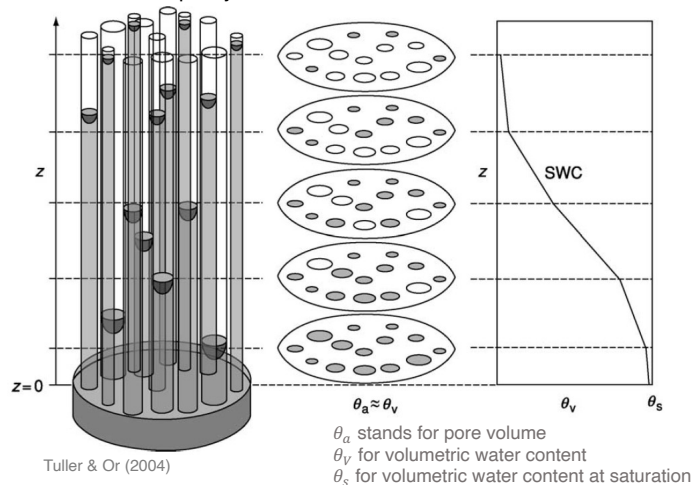 z
z=0
z
SWC
θₐ ≈ θᵥ
θᵥ
θₛ
θₐ stands for pore volume
θ_V for volumetric water content
θₛ for volumetric water content at saturation
Tuller & Or (2004)